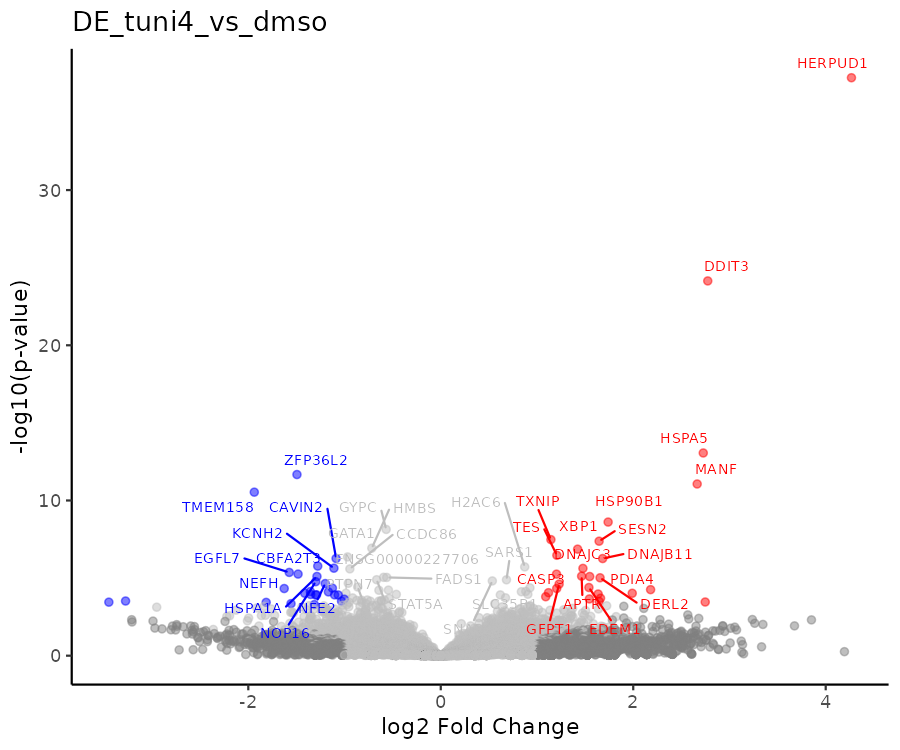 DE_tuni4_vs_dmso
HERPUD1
30
DDIT3
-log10(p-value)
20
HSPA5
ZFP36L2
MANF
10
TMEM158
CAVIN2
GYPC
HMBS
H2AC6
TXNIP
HSP90B1
KCNH2
GATA1
CCDC86
TES
XBP1
SESN2
EGFL7
CBFA2T3
ENSG00000227706
SARS1
DNAJC3
DNAJB11
NEFH
FADS1
CASP3
PDIA4
HSPA1A
NFE2
STAT5A
APTR
DERL2
NOP16
GFPT1
EDEM1
0
-2
0
2
4
log2 Fold Change